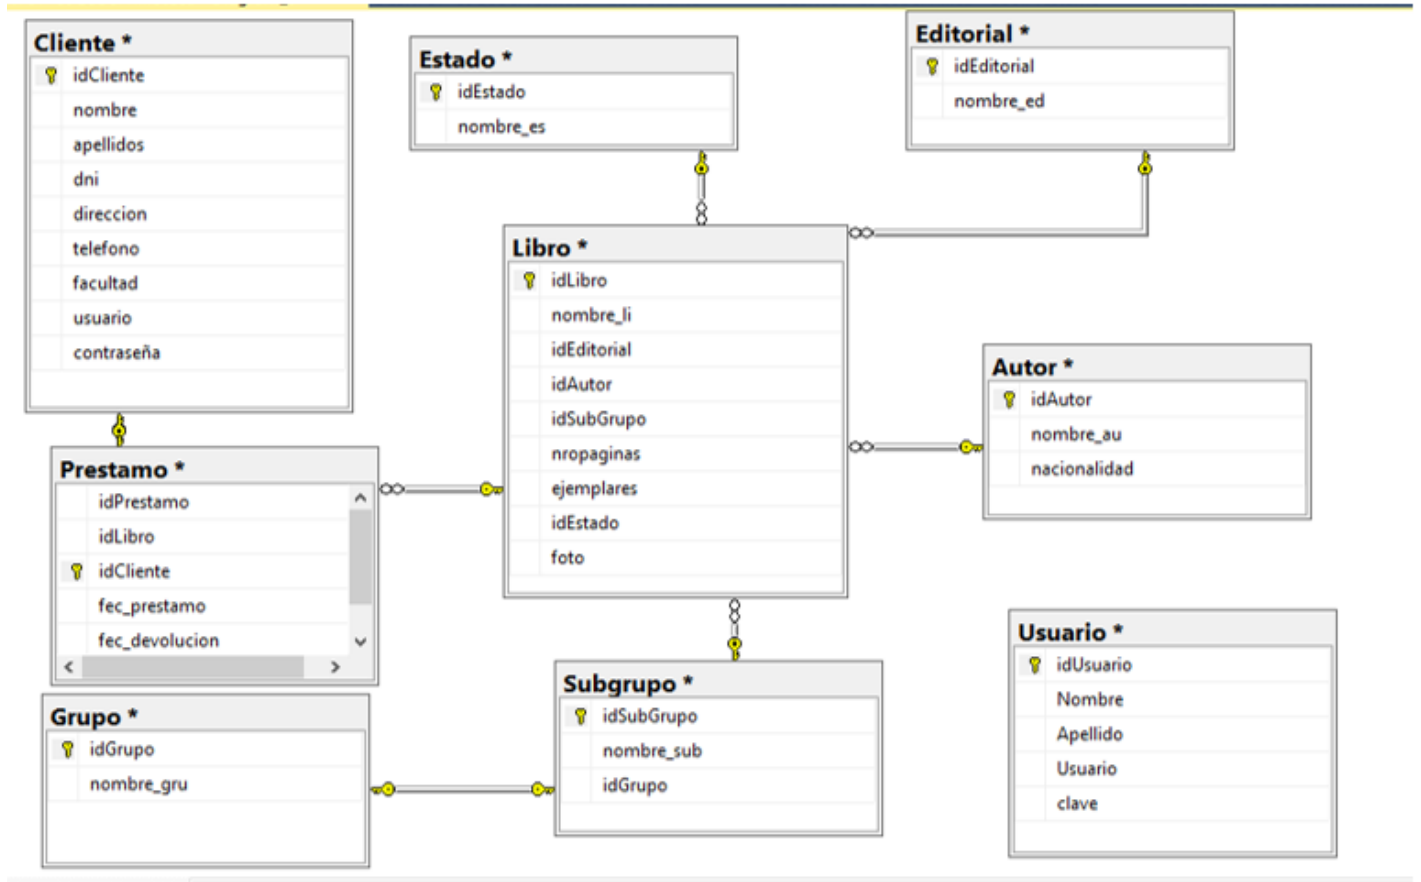 Cliente *
idCliente
nombre
apellidos
dni
direccion
telefono
facultad
usuario
contraseña
Estado *
idEstado
nombre_es
Editorial *
idEditorial
nombre_ed
Libro *
idLibro
nombre_li
idEditorial
idAutor
idSubGrupo
nropaginas
ejemplares
idEstado
foto
Autor *
idAutor
nombre_au
nacionalidad
Prestamo *
idPrestamo
idLibro
idCliente
fec_prestamo
fec_devolucion
Grupo *
idGrupo
nombre_gru
Subgrupo *
idSubGrupo
nombre_sub
idGrupo
Usuario *
idUsuario
Nombre
Apellido
Usuario
clave